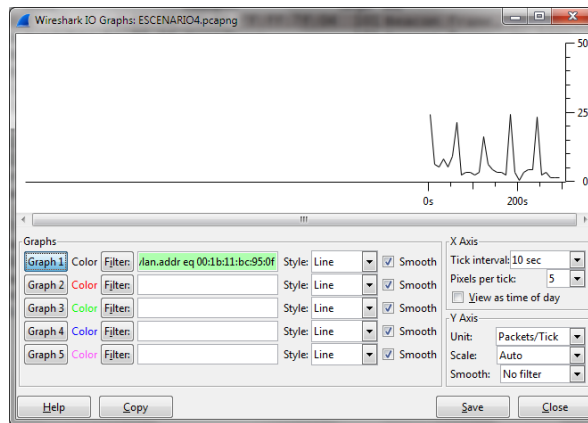 Wireshark IO Graphs: ESCENARIO4.pcapng
50
25
0
0s 200s
Graphs
Graph 1 Color Filter: /lan.addr eq 00:1b:11:bc:95:0f Style: Line Smooth
Graph 2 Color Filter: Style: Line Smooth
Graph 3 Color Filter: Style: Line Smooth
Graph 4 Color Filter: Style: Line Smooth
Graph 5 Color Filter: Style: Line Smooth
X Axis
Tick interval: 10 sec
Pixels per tick: 5
View as time of day
Y Axis
Unit: Packets/Tick
Scale: Auto
Smooth: No filter
Help Copy Save Close